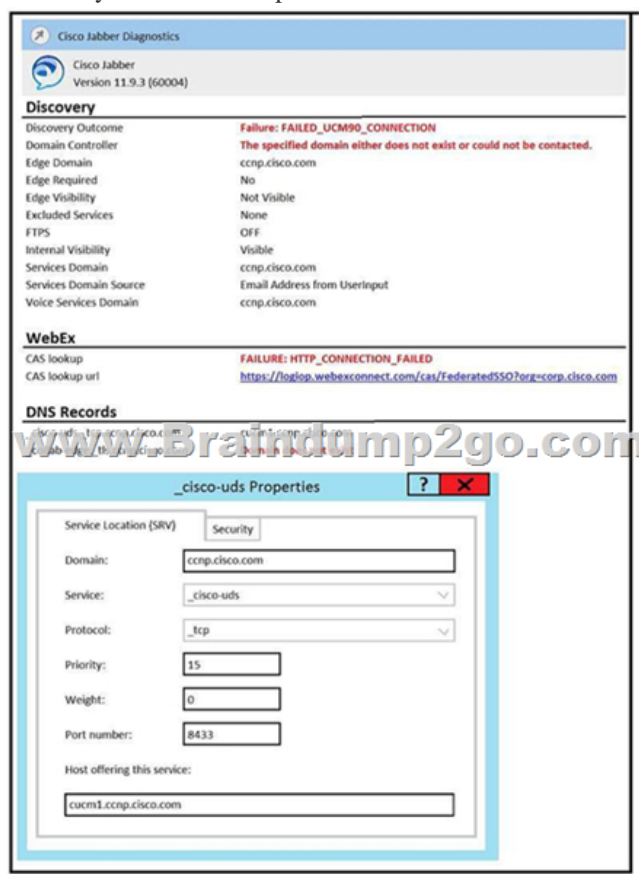 Cisco Jabber Diagnostics
Cisco Jabber
Version 11.9.3 (60004)
Discovery
Discovery Outcome Failure: FAILED_UCM90_CONNECTION
Domain Controller The specified domain either does not exist or could not be contacted.
Edge Domain ccnp.cisco.com
Edge Required No
Edge Visibility Not Visible
Excluded Services None
FTPS OFF
Internal Visibility Visible
Services Domain ccnp.cisco.com
Services Domain Source Email Address from UserInput
Voice Services Domain ccnp.cisco.com
WebEx
CAS lookup FAILURE: HTTP_CONNECTION_FAILED
CAS lookup url https://logiop.webexconnect.com/cas/FederatedSSO?org=corp.cisco.com
DNS Records
www.Braindump2go.com
_cisco-uds Properties ? X
Service Location (SRV) Security
Domain: ccnp.cisco.com
Service: _cisco-uds
Protocol: _tcp
Priority: 15
Weight: 0
Port number: 8433
Host offering this service:
cucm1.ccnp.cisco.com